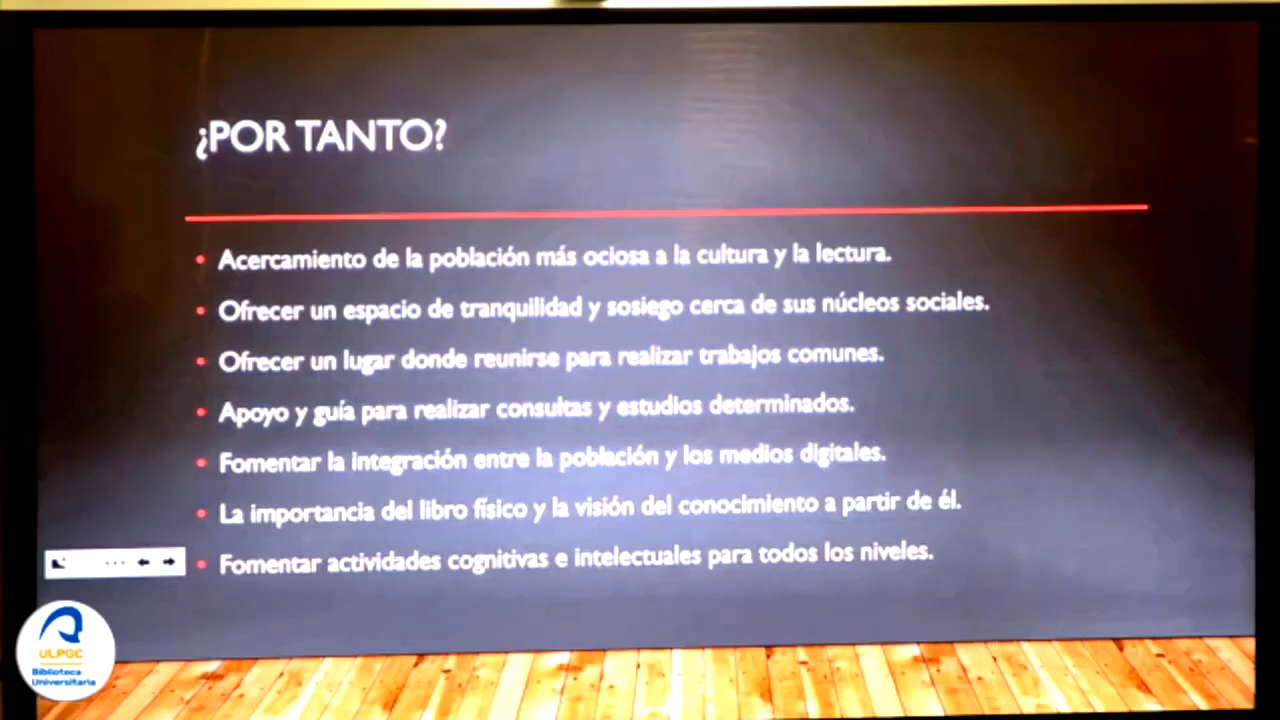 ¿POR TANTO?
• Acercamiento de la población más ociosa a la cultura y la lectura.
• Ofrecer un espacio de tranquilidad y sosiego cerca de sus núcleos sociales.
• Ofrecer un lugar donde reunirse para realizar trabajos comunes.
• Apoyo y guía para realizar consultas y estudios determinados.
• Fomentar la integración entre la población y los medios digitales.
• La importancia del libro físico y la visión del conocimiento a partir de él.
• Fomentar actividades cognitivas e intelectuales para todos los niveles.
ULPGC
Biblioteca
Universitaria